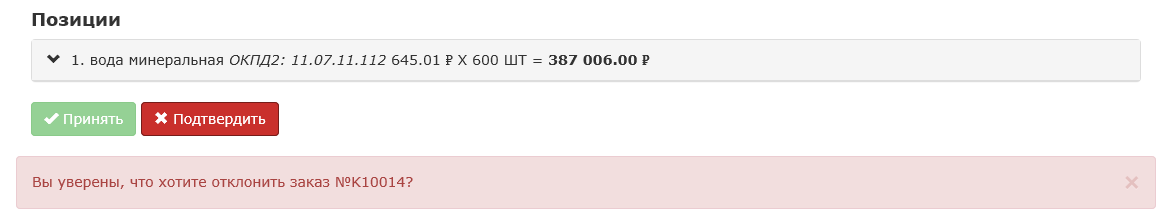 Позиции
1. вода минеральная ОКПД2: 11.07.11.112 645.01 ₽ X 600 ШТ = 387 006.00 ₽
Принять Подтвердить
Вы уверены, что хотите отклонить заказ №К10014?